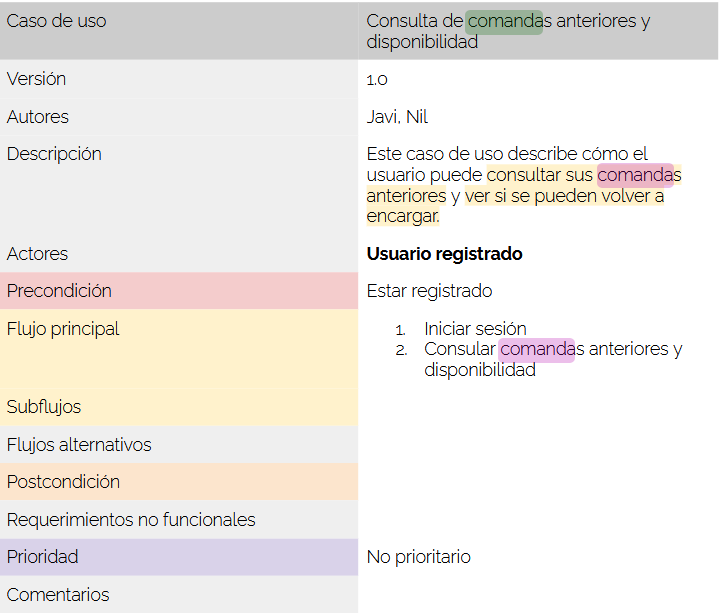 Caso de uso
Consulta de comandas anteriores y
disponibilidad
Versión
1.0
Autores
Javi, Nil
Descripción
Este caso de uso describe cómo el
usuario puede consultar sus comandas
anteriores y ver si se pueden volver a
encargar.
Actores
Usuario registrado
Precondición
Estar registrado
Flujo principal
1. Iniciar sesión
2. Consular comandas anteriores y
disponibilidad
Subflujos
Flujos alternativos
Postcondición
Requerimientos no funcionales
Prioridad
No prioritario
Comentarios